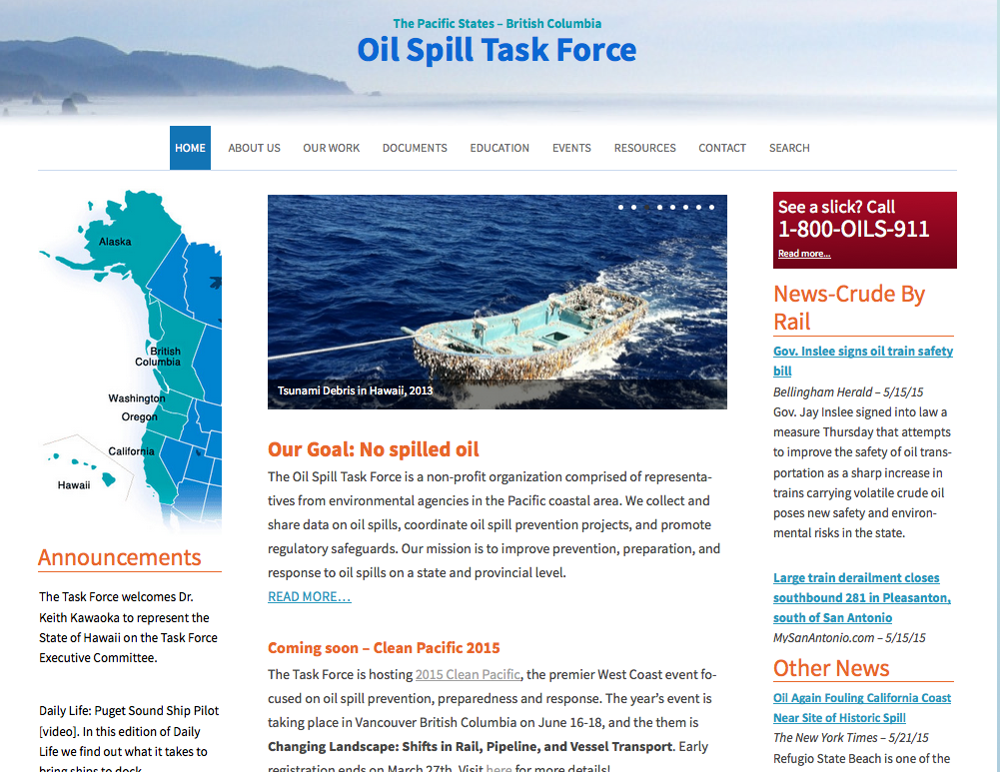 The Pacific States – British Columbia
Oil Spill Task Force
HOME
ABOUT US
OUR WORK
DOCUMENTS
EDUCATION
EVENTS
RESOURCES
CONTACT
SEARCH
Alaska
British
Columbia
Washington
Oregon
California
Hawaii
Announcements
The Task Force welcomes Dr.
Keith Kawaoka to represent the
State of Hawaii on the Task Force
Executive Committee.
Daily Life: Puget Sound Ship Pilot
[video]. In this edition of Daily
Life we find out what it takes to
bring ships to dock
Tsunami Debris in Hawaii, 2013
Our Goal: No spilled oil
The Oil Spill Task Force is a non-profit organization comprised of representa-
tives from environmental agencies in the Pacific coastal area. We collect and
share data on oil spills, coordinate oil spill prevention projects, and promote
regulatory safeguards. Our mission is to improve prevention, preparation, and
response to oil spills on a state and provincial level.
READ MORE…
Coming soon – Clean Pacific 2015
The Task Force is hosting 2015 Clean Pacific, the premier West Coast event fo-
cused on oil spill prevention, preparedness and response. The year's event is
taking place in Vancouver British Columbia on June 16-18, and the them is
Changing Landscape: Shifts in Rail, Pipeline, and Vessel Transport. Early
registration ends on March 27th. Visit here for more details!
See a slick? Call
1-800-OILS-911
Read more...
News-Crude By
Rail
Gov. Inslee signs oil train safety
bill
Bellingham Herald – 5/15/15
Gov. Jay Inslee signed into law a
measure Thursday that attempts
to improve the safety of oil trans-
portation as a sharp increase in
trains carrying volatile crude oil
poses new safety and environ-
mental risks in the state.
Large train derailment closes
southbound 281 in Pleasanton,
south of San Antonio
MySanAntonio.com – 5/15/15
Other News
Oil Again Fouling California Coast
Near Site of Historic Spill
The New York Times – 5/21/15
Refugio State Beach is one of the